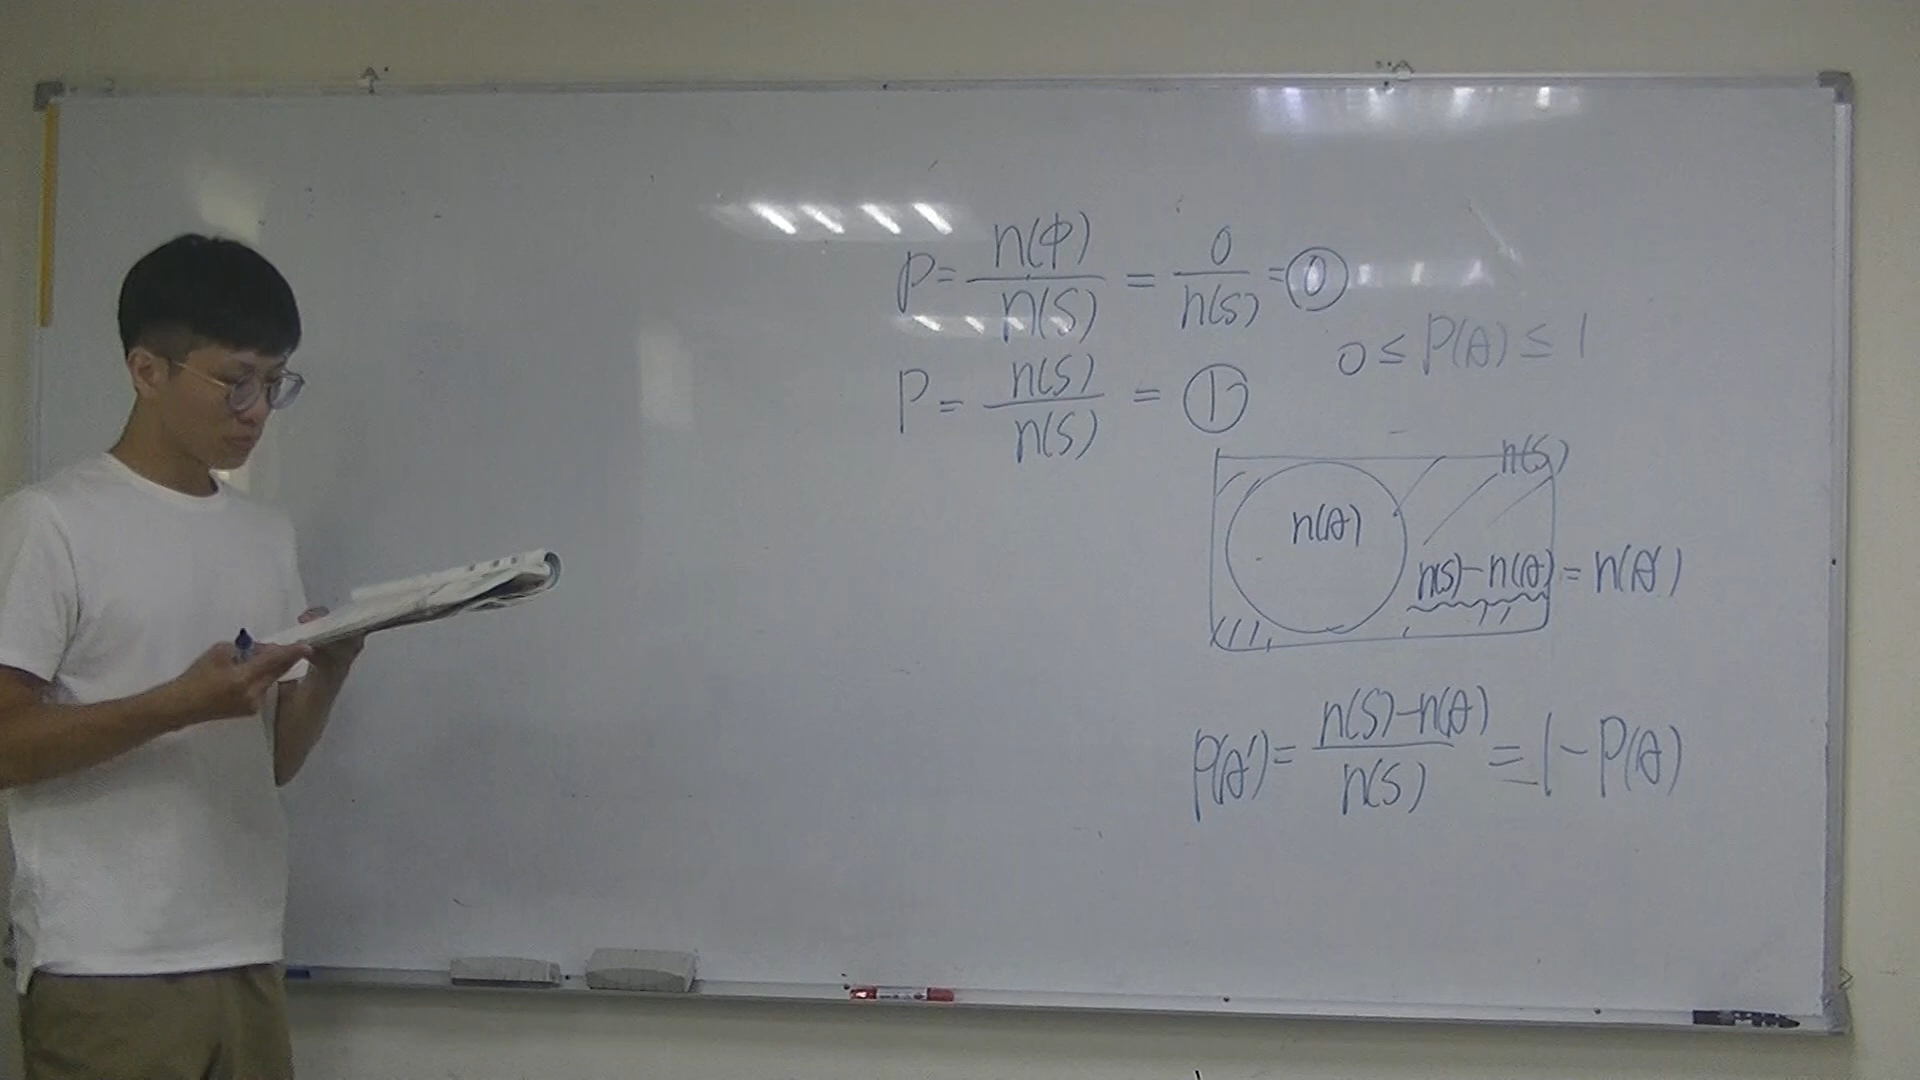 P = n(φ)/n(S) = 0/n(S) = 0
0 ≤ P(A) ≤ 1
P = n(S)/n(S) = 1
n(S)
n(A)
n(S)-n(A) = n(A')
P(A') = n(S)-n(A)/n(S) = 1-P(A)